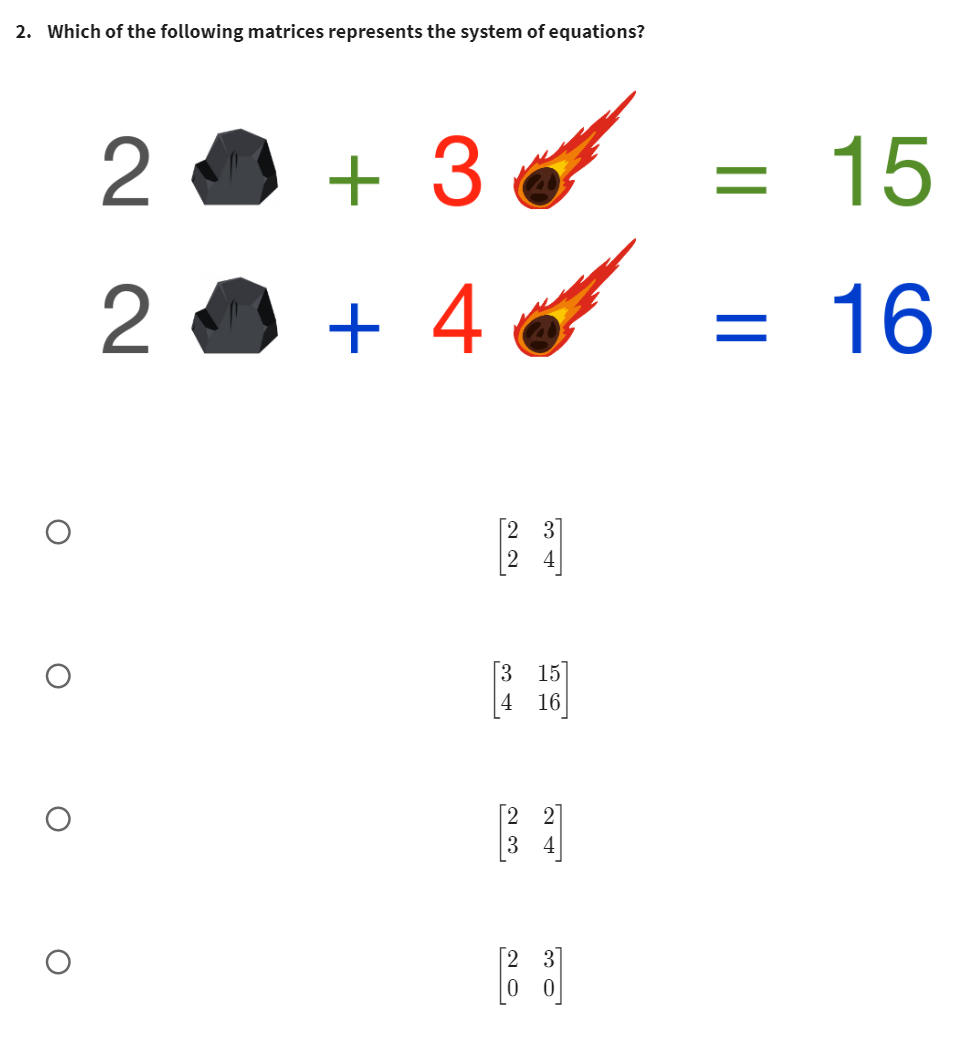 2. Which of the following matrices represents the system of equations?
2 + 3 = 15
2 + 4 = 16
2 3
2 4
3 15
4 16
2 2
3 4
2 3
0 0